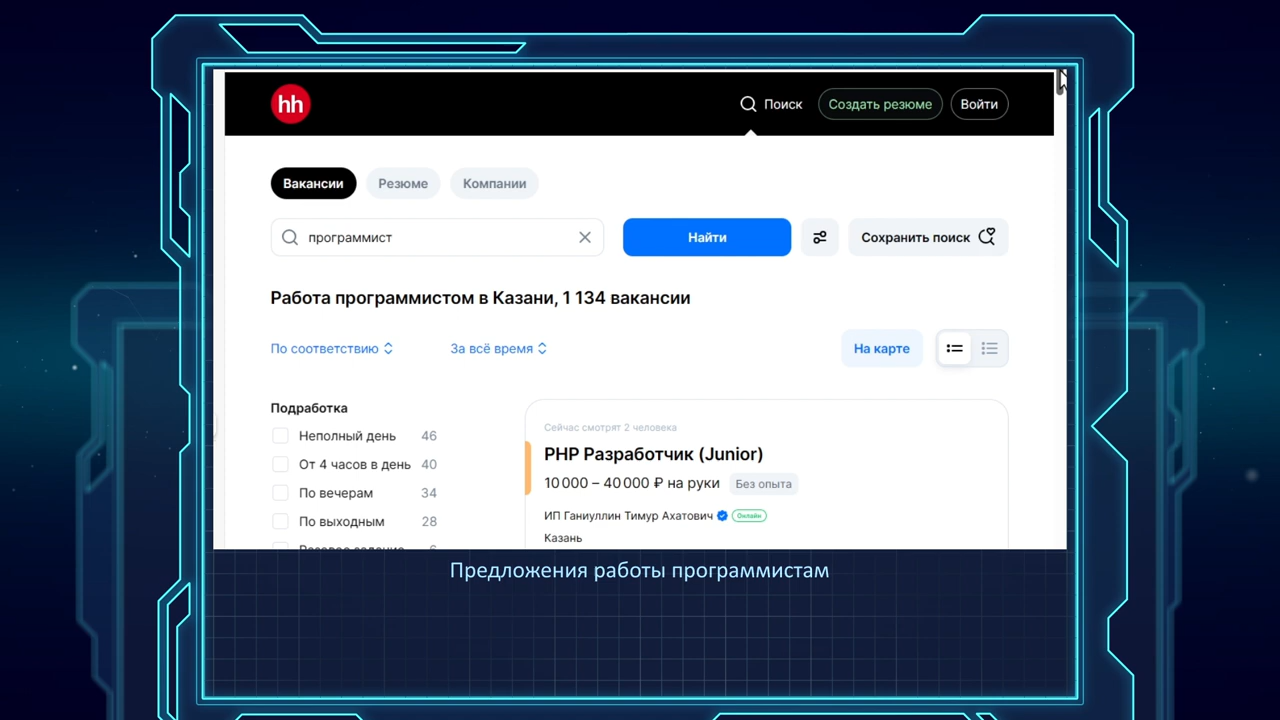 hh
Поиск
Создать резюме
Войти
Вакансии
Резюме
Компании
программист
Найти
Сохранить поиск
Работа программистом в Казани, 1 134 вакансии
По соответствию
За всё время
На карте
Подработка
Неполный день 46
От 4 часов в день 40
По вечерам 34
По выходным 28
Сейчас смотрят 2 человека
PHP Разработчик (Junior)
10 000 – 40 000 ₽ на руки
Без опыта
ИП Ганиуллин Тимур Ахатович
Онлайн
Казань
Предложения работы программистам